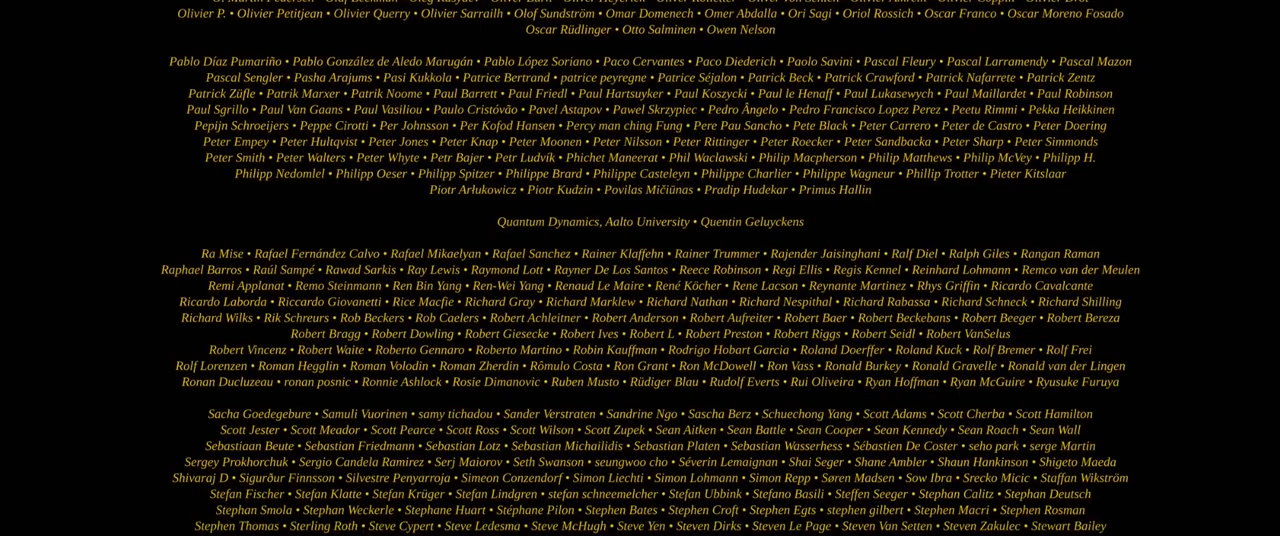 Olivier P. • Olivier Petitjean • Olivier Querry • Olivier Sarrailh • Olof Sundström • Omar Domenech • Omer Abdalla • Ori Sagi • Oriol Rossich • Oscar Franco • Oscar Moreno Fosado
Oscar Rüdlinger • Otto Salminen • Owen Nelson
Pablo Díaz Pumariño • Pablo González de Aledo Marugán • Pablo López Soriano • Paco Cervantes • Paco Diederich • Paolo Savini • Pascal Fleury • Pascal Larramendy • Pascal Mazon
Pascal Sengler • Pasha Arajums • Pasi Kukkola • Patrice Bertrand • patrice peyregne • Patrice Séjalon • Patrick Beck • Patrick Crawford • Patrick Nafarrete • Patrick Zentz
Patrick Züfle • Patrik Marxer • Patrik Noome • Paul Barrett • Paul Friedl • Paul Hartsuyker • Paul Koszycki • Paul le Henaff • Paul Lukasewych • Paul Maillardet • Paul Robinson
Paul Sgrillo • Paul Van Gaans • Paul Vasiliou • Paulo Cristóvão • Pavel Astapov • Pawel Skrzypiec • Pedro Ângelo • Pedro Francisco Lopez Perez • Peetu Rimmi • Pekka Heikkinen
Pepijn Schroeijers • Peppe Cirotti • Per Johnsson • Per Kofod Hansen • Percy man ching Fung • Pere Pau Sancho • Pete Black • Peter Carrero • Peter de Castro • Peter Doering
Peter Empey • Peter Hultqvist • Peter Jones • Peter Knap • Peter Moonen • Peter Nilsson • Peter Rittinger • Peter Roecker • Peter Sandbacka • Peter Sharp • Peter Simmonds
Peter Smith • Peter Walters • Peter Whyte • Petr Bajer • Petr Ludvík • Phichet Maneerat • Phil Waclawski • Philip Macpherson • Philip Matthews • Philip McVey • Philipp H.
Philipp Nedomlel • Philipp Oeser • Philipp Spitzer • Philippe Brard • Philippe Casteleyn • Philippe Charlier • Philippe Wagneur • Phillip Trotter • Pieter Kitslaar
Piotr Arłukowicz • Piotr Kudzin • Povilas Mičiūnas • Pradip Hudekar • Primus Hallin
Quantum Dynamics, Aalto University • Quentin Geluyckens
Ra Mise • Rafael Fernández Calvo • Rafael Mikaelyan • Rafael Sanchez • Rainer Klaffehn • Rainer Trummer • Rajender Jaisinghani • Ralf Diel • Ralph Giles • Rangan Raman
Raphael Barros • Raúl Sampé • Rawad Sarkis • Ray Lewis • Raymond Lott • Rayner De Los Santos • Reece Robinson • Regi Ellis • Regis Kennel • Reinhard Lohmann • Remco van der Meulen
Remi Applanat • Remo Steinmann • Ren Bin Yang • Ren-Wei Yang • Renaud Le Maire • René Köcher • Rene Lacson • Reynante Martinez • Rhys Griffin • Ricardo Cavalcante
Ricardo Laborda • Riccardo Giovanetti • Rice Macfie • Richard Gray • Richard Marklew • Richard Nathan • Richard Nespithal • Richard Rabassa • Richard Schneck • Richard Shilling
Richard Wilks • Rik Schreurs • Rob Beckers • Rob Caelers • Robert Achleitner • Robert Anderson • Robert Aufreiter • Robert Baer • Robert Beckebans • Robert Beeger • Robert Bereza
Robert Bragg • Robert Dowling • Robert Giesecke • Robert Ives • Robert L • Robert Preston • Robert Riggs • Robert Seidl • Robert VanSelus
Robert Vincenz • Robert Waite • Roberto Gennaro • Roberto Martino • Robin Kauffman • Rodrigo Hobart Garcia • Roland Doerffer • Roland Kuck • Rolf Bremer • Rolf Frei
Rolf Lorenzen • Roman Hegglin • Roman Volodin • Roman Zherdin • Rômulo Costa • Ron Grant • Ron McDowell • Ron Vass • Ronald Burkey • Ronald Gravelle • Ronald van der Lingen
Ronan Ducluzeau • ronan posnic • Ronnie Ashlock • Rosie Dimanovic • Ruben Musto • Rüdiger Blau • Rudolf Everts • Rui Oliveira • Ryan Hoffman • Ryan McGuire • Ryusuke Furuya
Sacha Goedegebure • Samuli Vuorinen • samy tichadou • Sander Verstraten • Sandrine Ngo • Sascha Berz • Schuechong Yang • Scott Adams • Scott Cherba • Scott Hamilton
Scott Jester • Scott Meador • Scott Pearce • Scott Ross • Scott Wilson • Scott Zupek • Sean Aitken • Sean Battle • Sean Cooper • Sean Kennedy • Sean Roach • Sean Wall
Sebastiaan Beute • Sebastian Friedmann • Sebastian Lotz • Sebastian Michailidis • Sebastian Platen • Sebastian Wasserhess • Sébastien De Coster • seho park • serge Martin
Sergey Prokhorchuk • Sergio Candela Ramirez • Serj Maiorov • Seth Swanson • seungwoo cho • Séverin Lemaignan • Shai Seger • Shane Ambler • Shaun Hankinson • Shigeto Maeda
Shivaraj D • Sigurður Finnsson • Silvestre Penyarroja • Simeon Conzendorf • Simon Liechti • Simon Lohmann • Simon Repp • Søren Madsen • Sow Ibra • Srecko Micic • Staffan Wikström
Stefan Fischer • Stefan Klatte • Stefan Krüger • Stefan Lindgren • stefan schneemelcher • Stefan Ubbink • Stefano Basili • Steffen Seeger • Stephan Calitz • Stephan Deutsch
Stephan Smola • Stephan Weckerle • Stephane Huart • Stéphane Pilon • Stephen Bates • Stephen Croft • Stephen Egts • stephen gilbert • Stephen Macri • Stephen Rosman
Stephen Thomas • Sterling Roth • Steve Cypert • Steve Ledesma • Steve McHugh • Steve Yen • Steven Dirks • Steven Le Page • Steven Van Setten • Steven Zakulec • Stewart Bailey